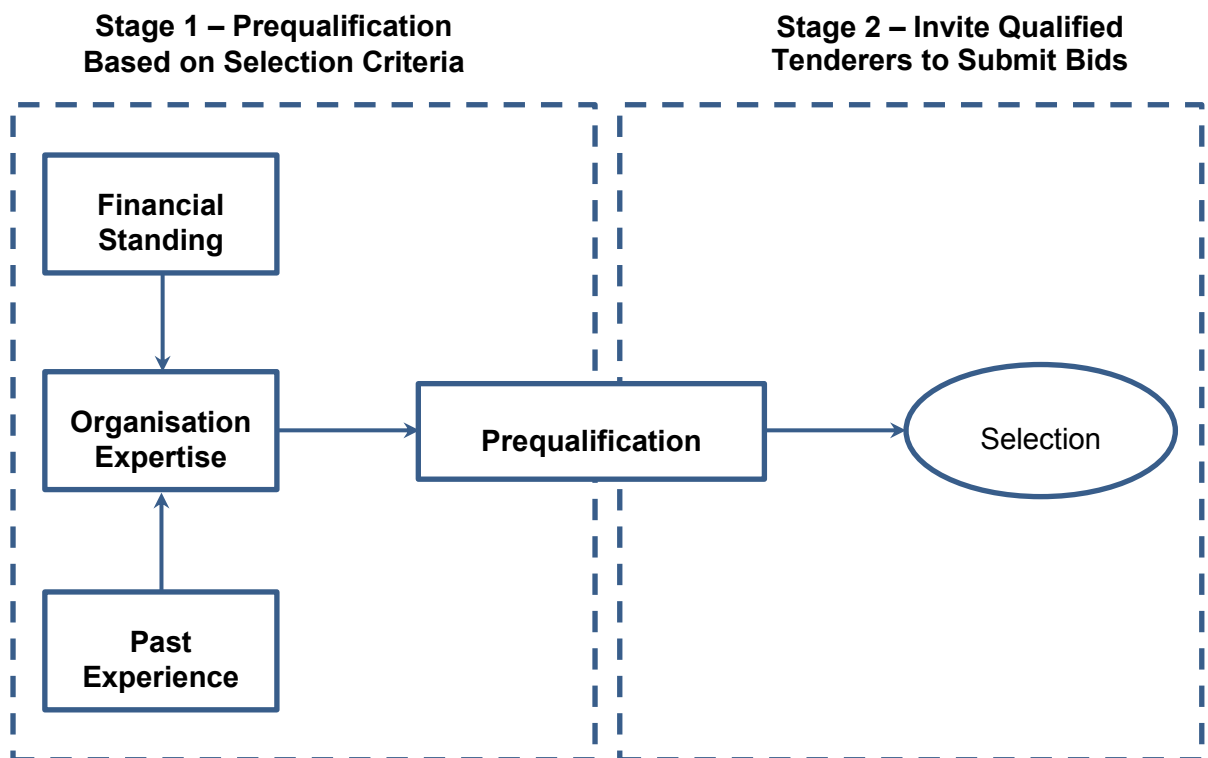 Stage 1 – Prequalification
Based on Selection Criteria
Stage 2 – Invite Qualified
Tenderers to Submit Bids
Financial
Standing
Organisation
Expertise
Prequalification
Selection
Past
Experience